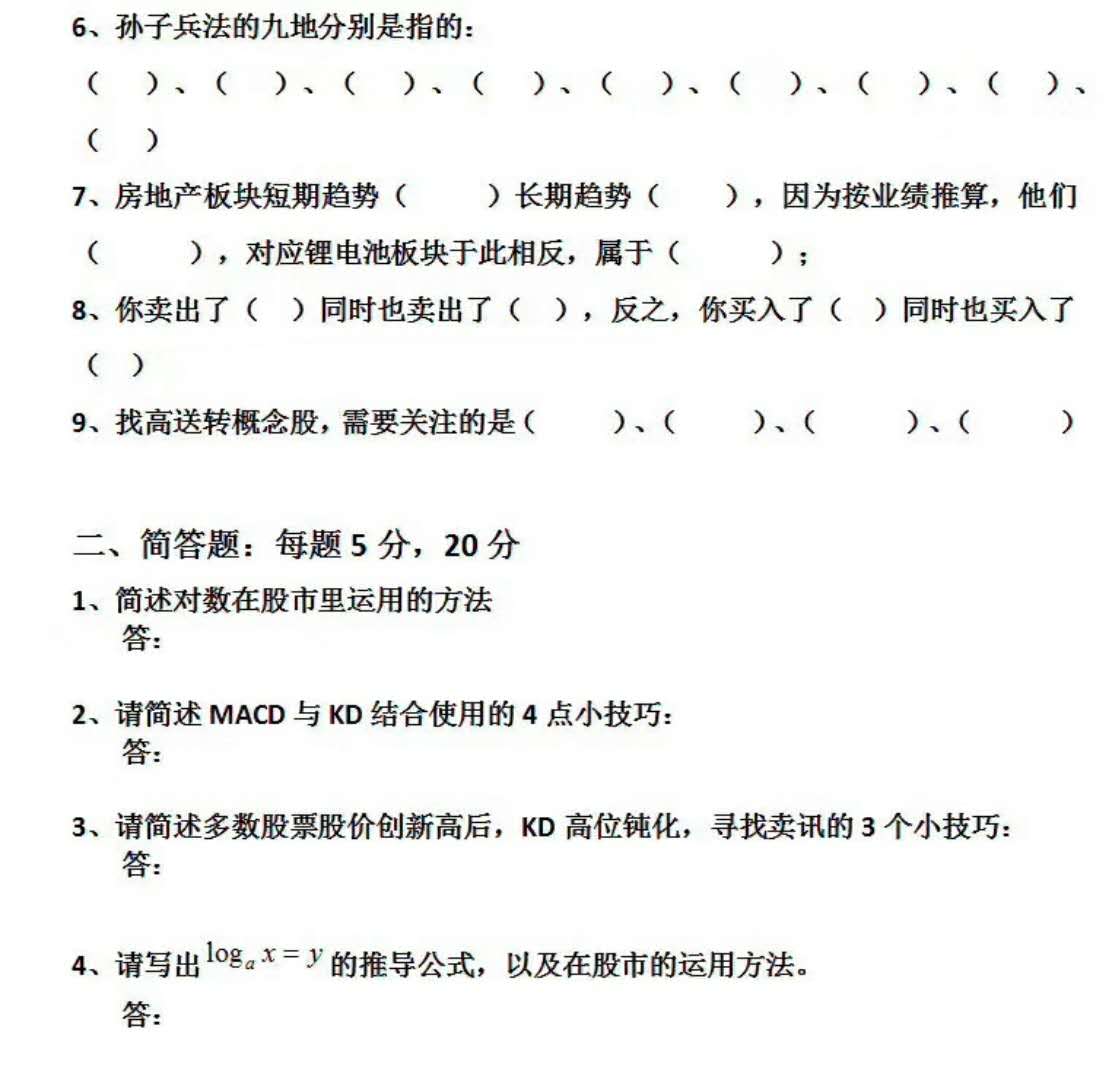 6、孙子兵法的九地分别是指的：
（ ）、（ ）、（ ）、（ ）、（ ）、（ ）、（ ）、（ ）、
（ ）
7、房地产板块短期趋势（ ）长期趋势（ ），因为按业绩推算，他们
（ ），对应锂电池板块于此相反，属于（ ）；
8、你卖出了（ ）同时也卖出了（ ），反之，你买入了（ ）同时也买入了
（ ）
9、找高送转概念股，需要关注的是（ ）、（ ）、（ ）、（ ）
二、简答题：每题 5 分，20 分
1、简述对数在股市里运用的方法
答：
2、请简述 MACD 与 KD 结合使用的 4 点小技巧：
答：
3、请简述多数股票股价创新高后，KD 高位钝化，寻找卖讯的 3 个小技巧：
答：
4、请写出 logₐ x = y 的推导公式，以及在股市的运用方法。
答：